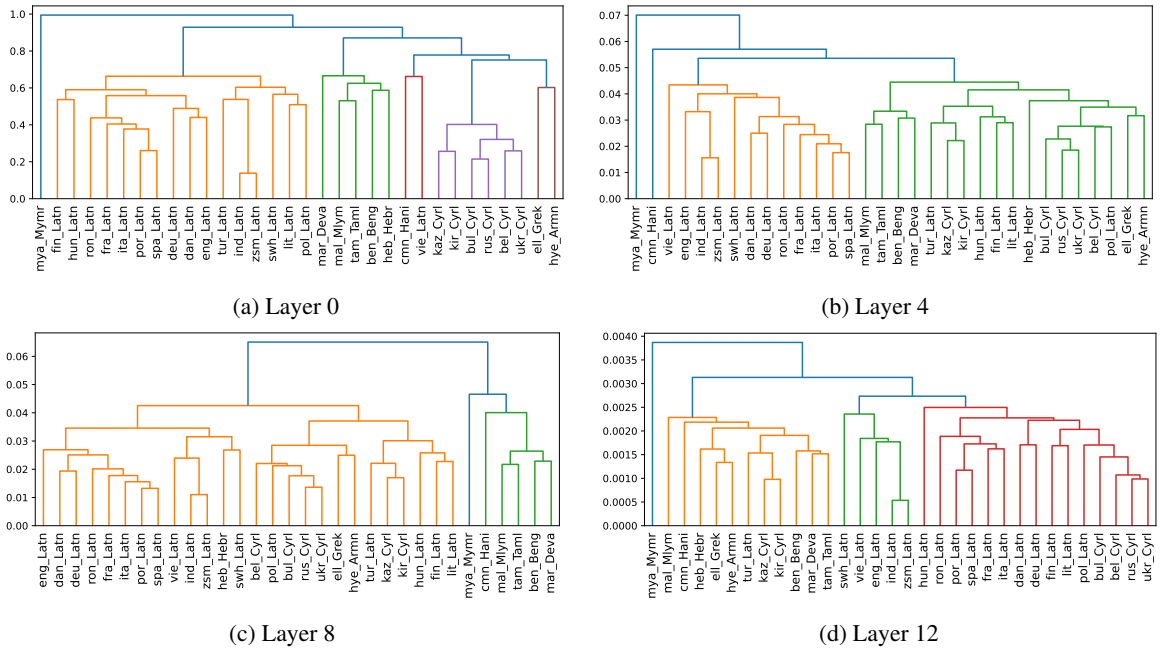 1.0
0.8
0.6
0.4
0.2
0.0
mya_Mymr
fin_Latn
hun_Latn
ron_Latn
fra_Latn
ita_Latn
por_Latn
spa_Latn
deu_Latn
dan_Latn
eng_Latn
tur_Latn
ind_Latn
zsm_Latn
swh_Latn
lit_Latn
pol_Latn
mar_Deva
mal_Mlym
tam_Taml
ben_Beng
heb_Hebr
cmn_Hani
vie_Latn
kaz_Cyrl
kir_Cyrl
bul_Cyrl
rus_Cyrl
bel_Cyrl
ukr_Cyrl
ell_Grek
hye_Armn
(a) Layer 0
0.07
0.06
0.05
0.04
0.03
0.02
0.01
0.00
mya_Mymr
cmn_Hani
vie_Latn
eng_Latn
ind_Latn
zsm_Latn
swh_Latn
dan_Latn
deu_Latn
ron_Latn
fra_Latn
ita_Latn
por_Latn
spa_Latn
mal_Mlym
tam_Taml
ben_Beng
mar_Deva
tur_Latn
kaz_Cyrl
kir_Cyrl
hun_Latn
fin_Latn
lit_Latn
heb_Hebr
bul_Cyrl
rus_Cyrl
ukr_Cyrl
bel_Cyrl
pol_Latn
ell_Grek
hye_Armn
(b) Layer 4
0.06
0.05
0.04
0.03
0.02
0.01
0.00
eng_Latn
dan_Latn
deu_Latn
ron_Latn
fra_Latn
ita_Latn
por_Latn
spa_Latn
vie_Latn
ind_Latn
zsm_Latn
heb_Hebr
swh_Latn
bel_Cyrl
pol_Latn
bul_Cyrl
rus_Cyrl
ukr_Cyrl
ell_Grek
hye_Armn
tur_Latn
kaz_Cyrl
kir_Cyrl
hun_Latn
fin_Latn
lit_Latn
mya_Mymr
cmn_Hani
mal_Mlym
tam_Taml
ben_Beng
mar_Deva
(c) Layer 8
0.0040
0.0035
0.0030
0.0025
0.0020
0.0015
0.0010
0.0005
0.0000
mya_Mymr
mal_Mlym
cmn_Hani
heb_Hebr
ell_Grek
hye_Armn
tur_Latn
kaz_Cyrl
kir_Cyrl
ben_Beng
mar_Deva
tam_Taml
swh_Latn
vie_Latn
eng_Latn
ind_Latn
zsm_Latn
hun_Latn
ron_Latn
por_Latn
spa_Latn
fra_Latn
ita_Latn
dan_Latn
deu_Latn
fin_Latn
lit_Latn
pol_Latn
bel_Cyrl
bul_Cyrl
rus_Cyrl
ukr_Cyrl
(d) Layer 12